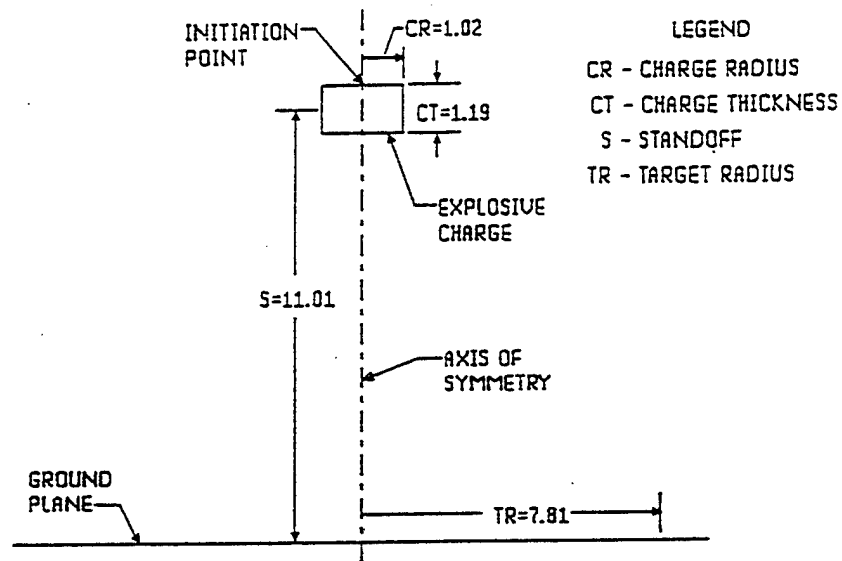 INITIATION
POINT
CR=1.02
CT=1.19
EXPLOSIVE
CHARGE
S=11.01
AXIS OF
SYMMETRY
GROUND
PLANE
TR=7.81
LEGEND
CR - CHARGE RADIUS
CT - CHARGE THICKNESS
S - STANDOFF
TR - TARGET RADIUS